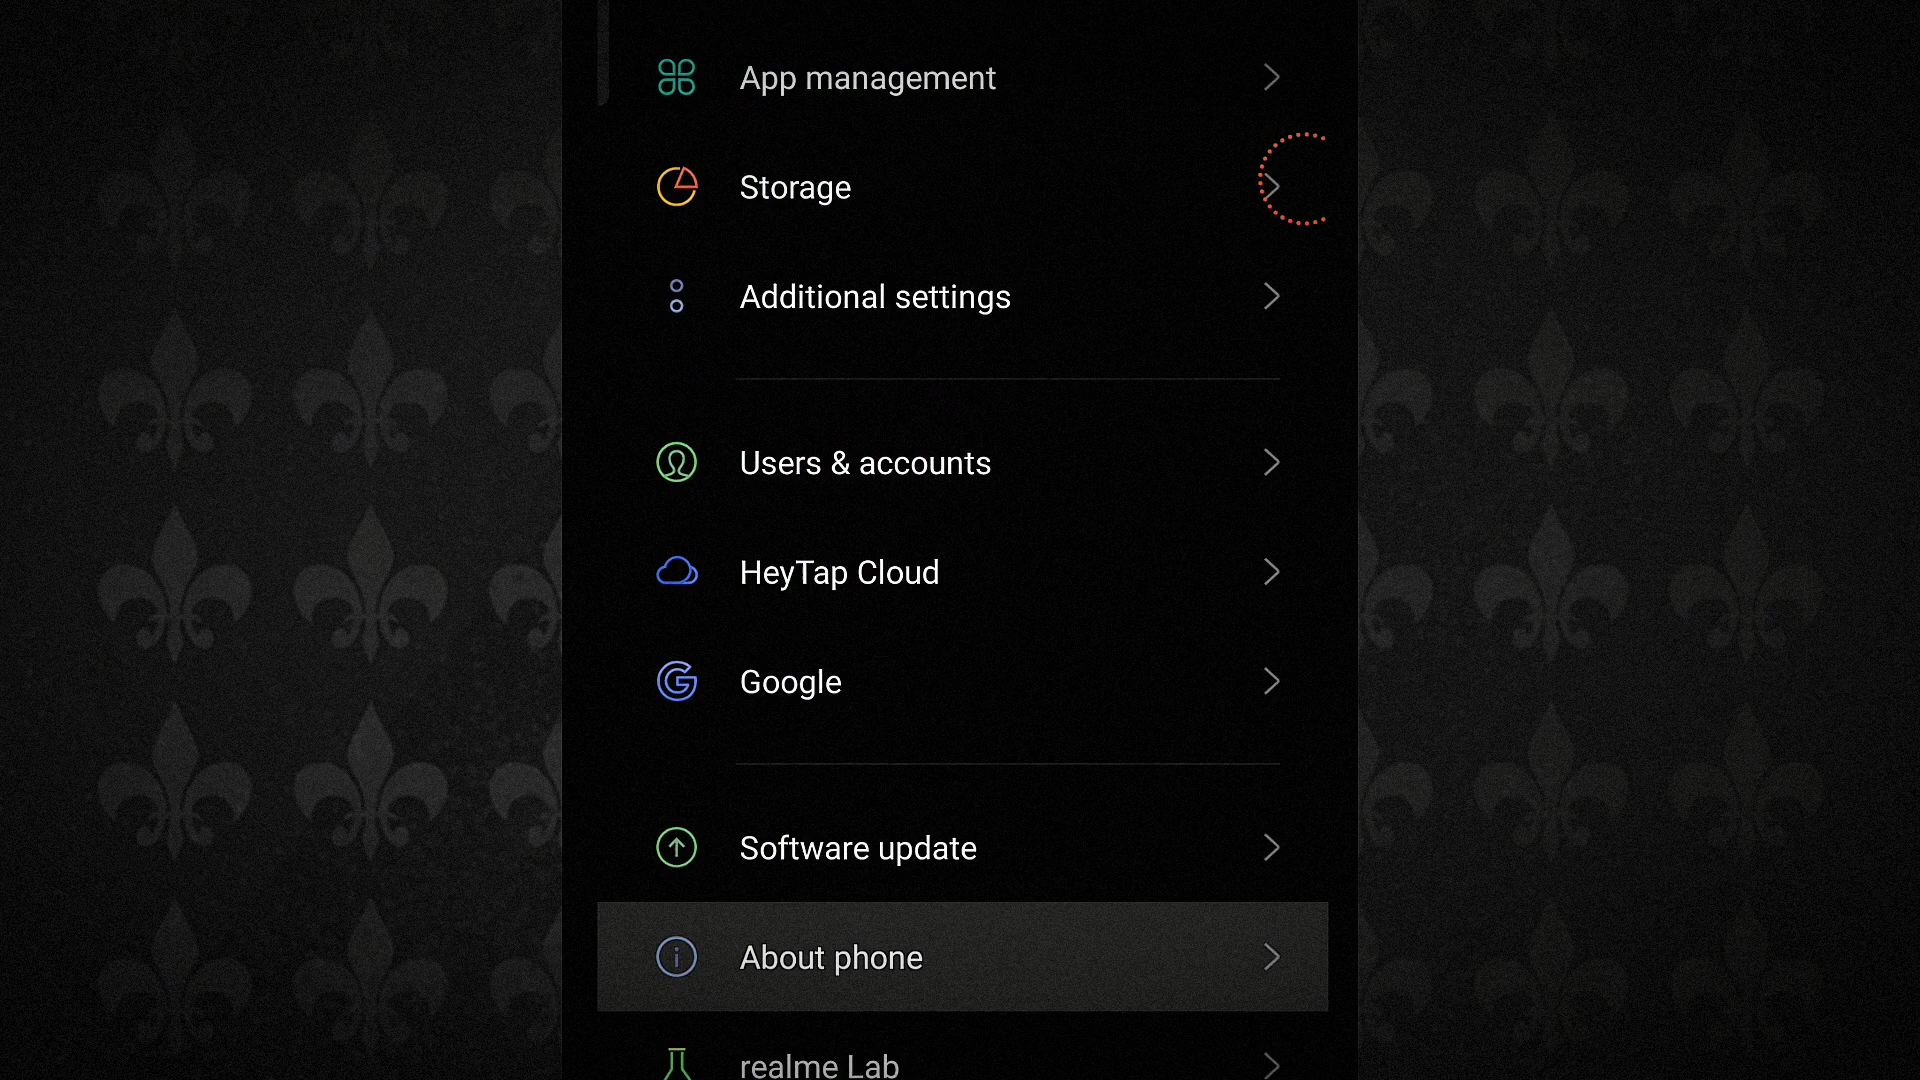 App management
Storage
Additional settings
Users & accounts
HeyTap Cloud
Google
Software update
About phone
realme Lab